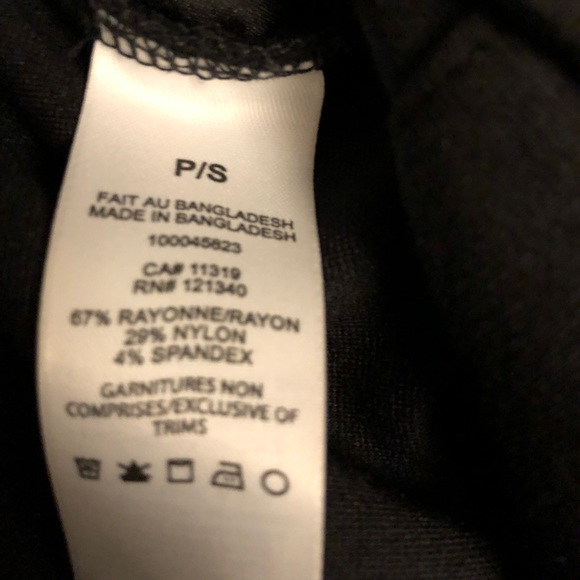 P/S
FAIT AU BANGLADESH
MADE IN BANGLADESH
100045823
CA# 11319
RN# 121340
67% RAYONNE/RAYON
29% NYLON
4% SPANDEX
GARNITURES NON
COMPRISES/EXCLUSIVE OF
TRIMS